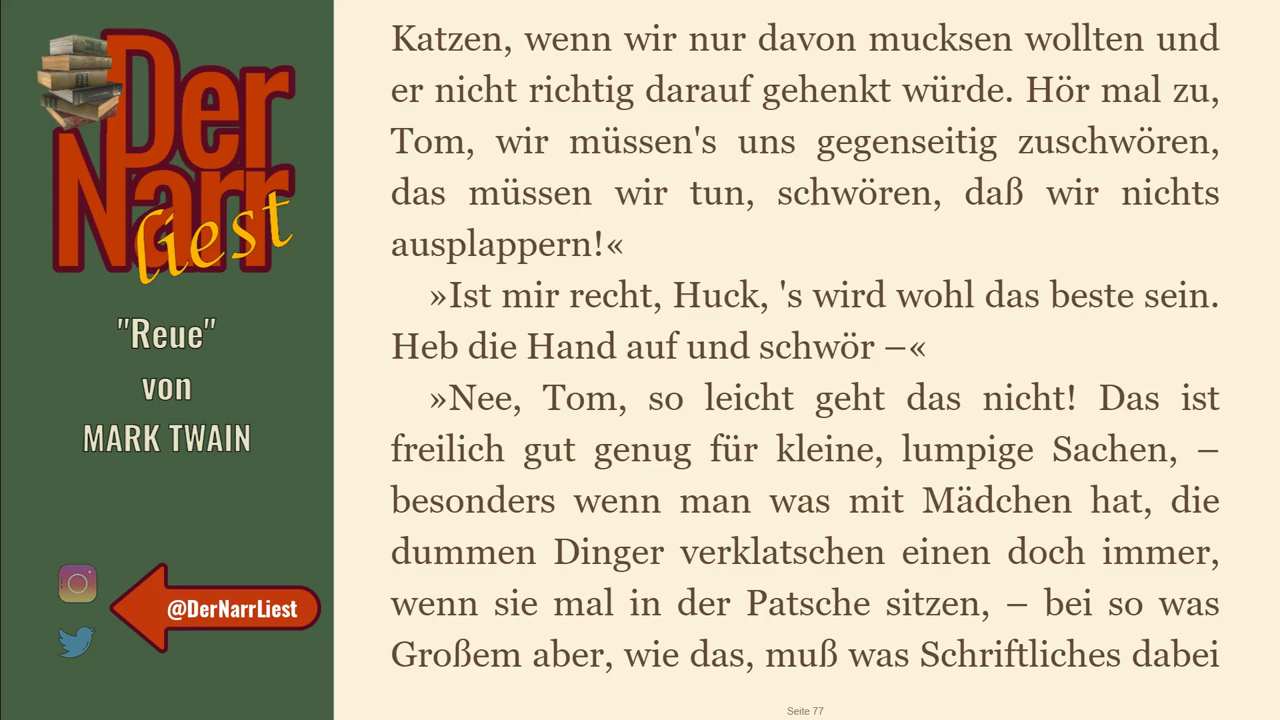 Der
Narr
liest
"Reue"
von
MARK TWAIN
@DerNarrLiest
Katzen, wenn wir nur davon mucksen wollten und
er nicht richtig darauf gehenkt würde. Hör mal zu,
Tom, wir müssen's uns gegenseitig zuschwören,
das müssen wir tun, schwören, daß wir nichts
ausplappern!«
»Ist mir recht, Huck, 's wird wohl das beste sein.
Heb die Hand auf und schwör –«
»Nee, Tom, so leicht geht das nicht! Das ist
freilich gut genug für kleine, lumpige Sachen, –
besonders wenn man was mit Mädchen hat, die
dummen Dinger verklatschen einen doch immer,
wenn sie mal in der Patsche sitzen, – bei so was
Großem aber, wie das, muß was Schriftliches dabei
Seite 77